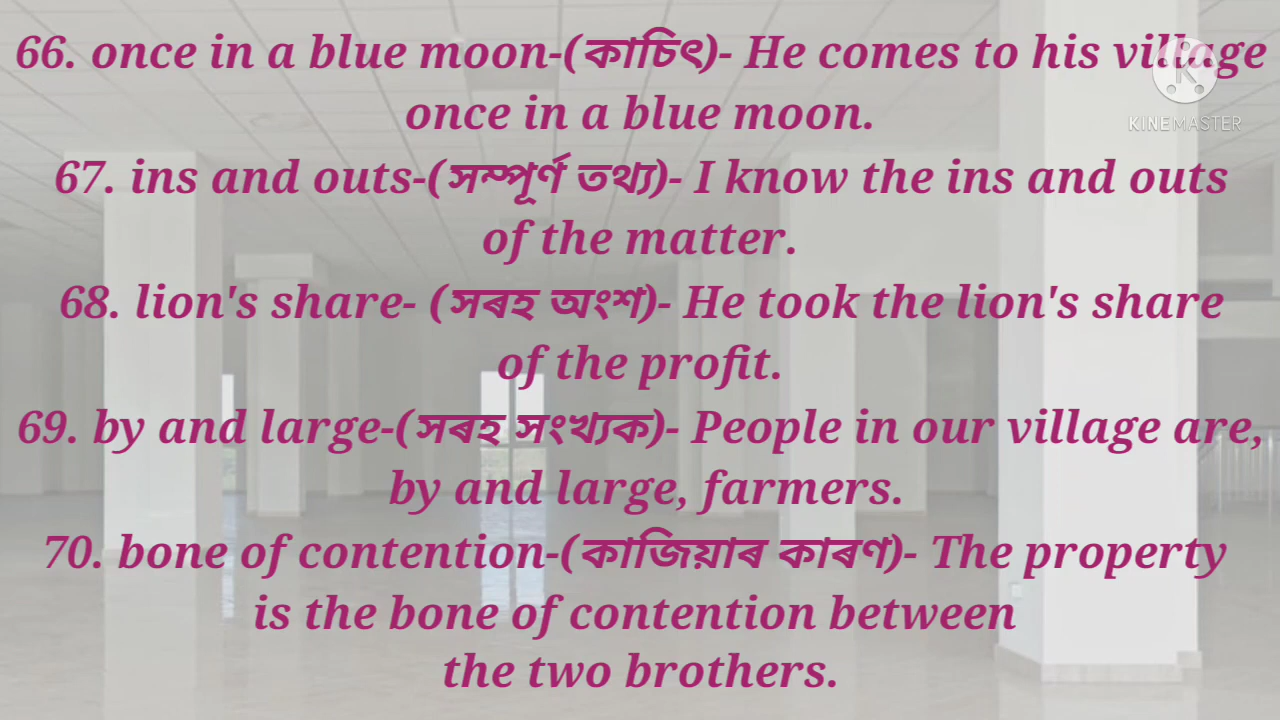 66. once in a blue moon-(কাচিৎ)- He comes to his village
once in a blue moon.
67. ins and outs-(সম্পূৰ্ণ তথ্য)- I know the ins and outs
of the matter.
68. lion's share- (সৰহ অংশ)- He took the lion's share
of the profit.
69. by and large-(সৰহ সংখ্যক)- People in our village are,
by and large, farmers.
70. bone of contention-(কাজিয়াৰ কাৰণ)- The property
is the bone of contention between
the two brothers.
K
KINEMASTER